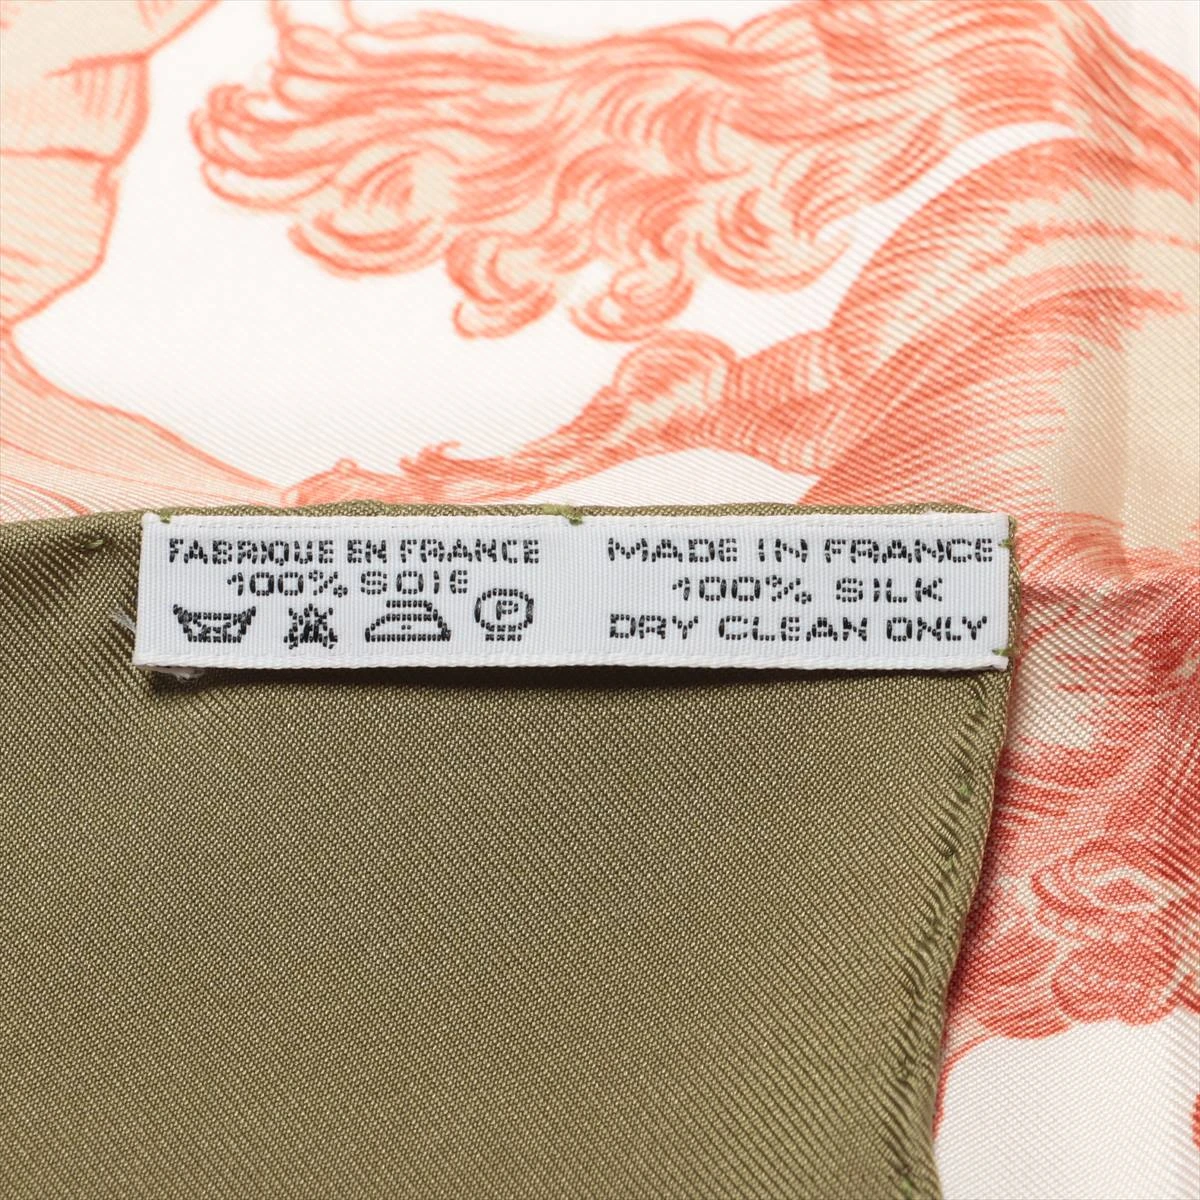 FABRIQUE EN FRANCE
100% SOIE
P
MADE IN FRANCE
100% SILK
DRY CLEAN ONLY